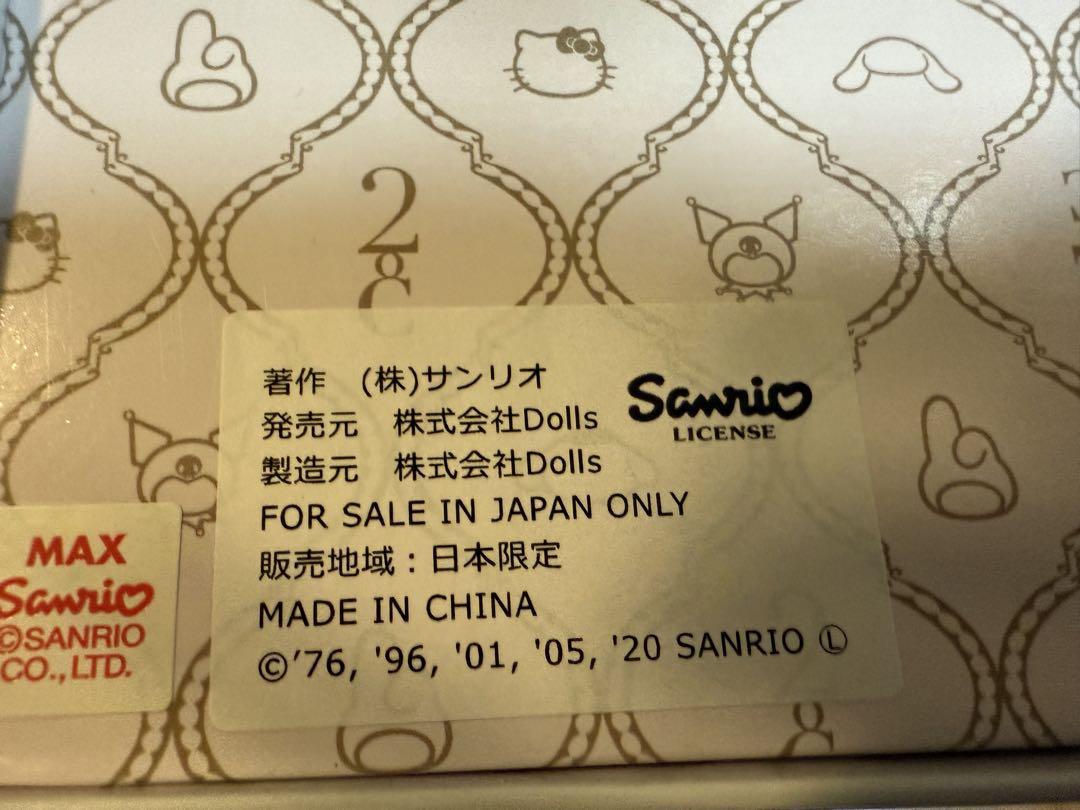 2
8
著作　(株)サンリオ
Sanrio
LICENSE
発売元　株式会社Dolls
製造元　株式会社Dolls
FOR SALE IN JAPAN ONLY
販売地域：日本限定
MADE IN CHINA
©'76, '96, '01, '05, '20 SANRIO Ⓛ
MAX
Sanrio
©SANRIO
CO.,LTD.